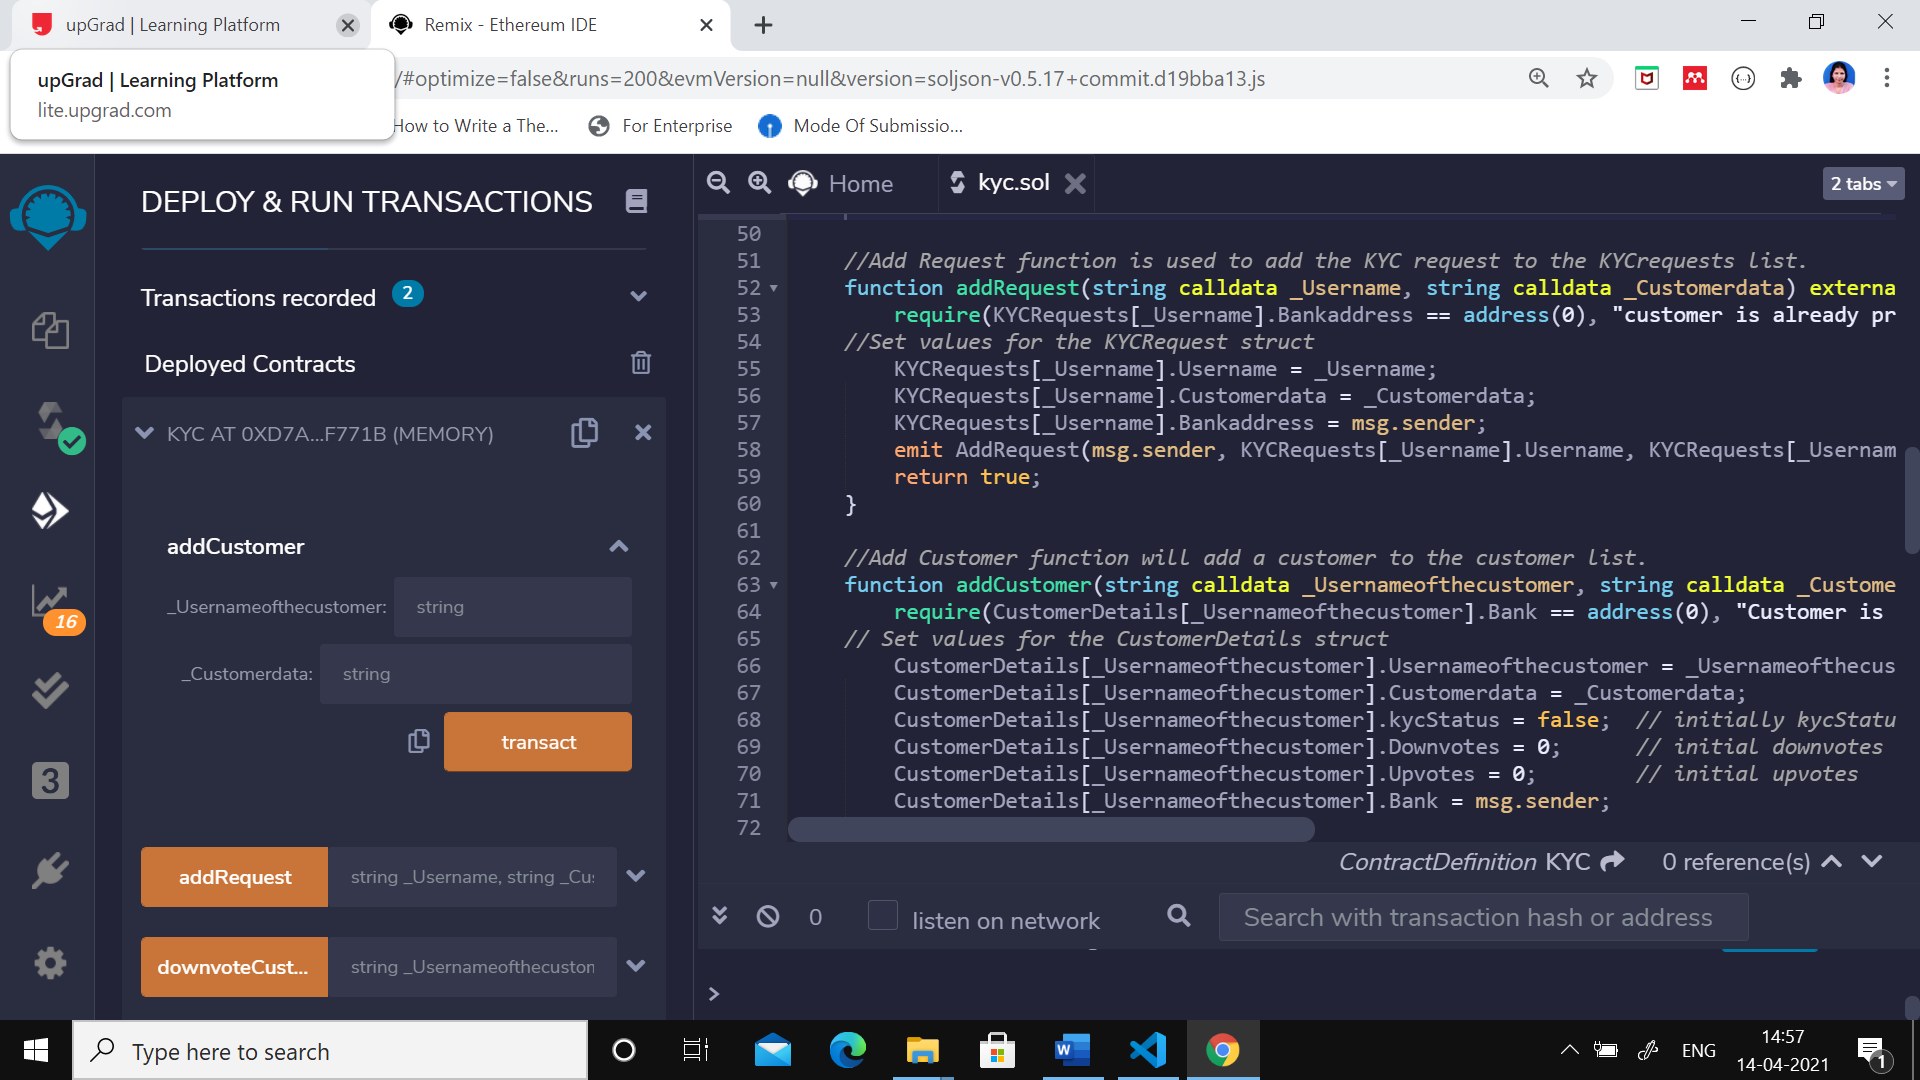 upGrad | Learning Platform
Remix - Ethereum IDE
upGrad | Learning Platform
lite.upgrad.com
/#optimize=false&runs=200&evmVersion=null&version=soljson-v0.5.17+commit.d19bba13.js
How to Write a The...
For Enterprise
Mode Of Submissio...
DEPLOY & RUN TRANSACTIONS
Transactions recorded 2
Deployed Contracts
KYC AT 0XD7A...F771B (MEMORY)
addCustomer
_Usernameofthecustomer: string
_Customerdata: string
transact
addRequest string _Username, string _Cu
downvoteCust... string _Usernameofthecuston
16
3
Home
kyc.sol
2 tabs
50
51 //Add Request function is used to add the KYC request to the KYCrequests list.
52 function addRequest(string calldata _Username, string calldata _Customerdata) externa
53 require(KYCRequests[_Username].Bankaddress == address(0), "customer is already pr
54 //Set values for the KYCRequest struct
55 KYCRequests[_Username].Username = _Username;
56 KYCRequests[_Username].Customerdata = _Customerdata;
57 KYCRequests[_Username].Bankaddress = msg.sender;
58 emit AddRequest(msg.sender, KYCRequests[_Username].Username, KYCRequests[_Usernam
59 return true;
60 }
61
62 //Add Customer function will add a customer to the customer list.
63 function addCustomer(string calldata _Usernameofthecustomer, string calldata _Custome
64 require(CustomerDetails[_Usernameofthecustomer].Bank == address(0), "Customer is
65 // Set values for the CustomerDetails struct
66 CustomerDetails[_Usernameofthecustomer].Usernameofthecustomer = _Usernameofthecus
67 CustomerDetails[_Usernameofthecustomer].Customerdata = _Customerdata;
68 CustomerDetails[_Usernameofthecustomer].kycStatus = false; // initially kycStatu
69 CustomerDetails[_Usernameofthecustomer].Downvotes = 0; // initial downvotes
70 CustomerDetails[_Usernameofthecustomer].Upvotes = 0; // initial upvotes
71 CustomerDetails[_Usernameofthecustomer].Bank = msg.sender;
72
ContractDefinition KYC 0 reference(s)
0 listen on network Search with transaction hash or address
>
Type here to search
ENG
14:57
14-04-2021
1